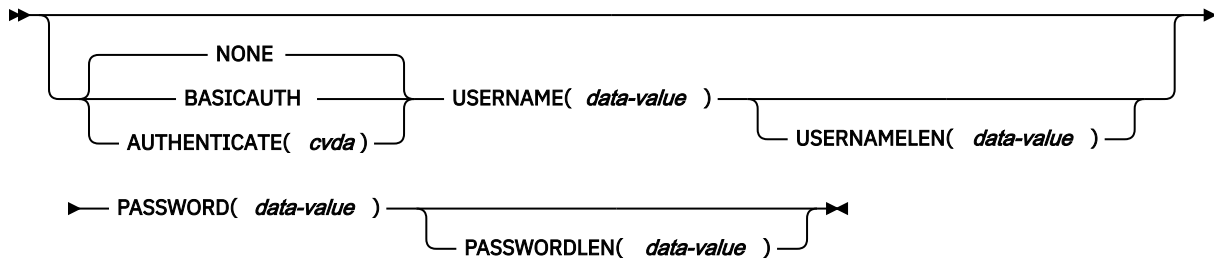 NONE
BASICAUTH
AUTHENTICATE( cvda )
USERNAME( data-value )
USERNAMELEN( data-value )
PASSWORD( data-value )
PASSWORDLEN( data-value )